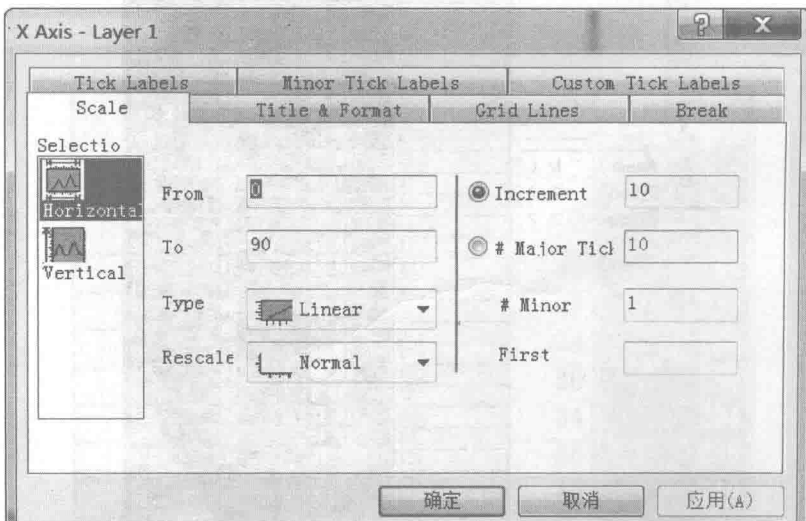 X Axis - Layer 1
Tick Labels
Minor Tick Labels
Custom Tick Labels
Scale
Title & Format
Grid Lines
Break
Selectio
Horizontal
Vertical
From
0
To
90
Type
Linear
Rescale
Normal
Increment
10
# Major Tick
10
# Minor
1
First
确定
取消
应用(A)